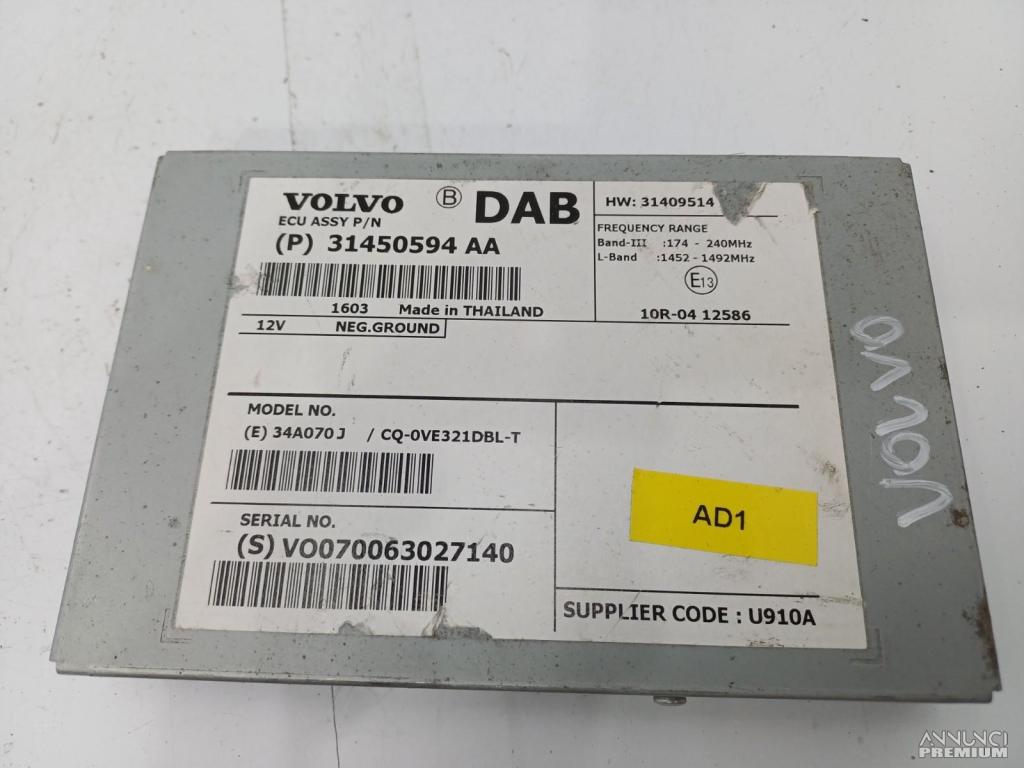 VOLVO Ⓑ DAB
ECU ASSY P/N
(P) 31450594 AA
1603 Made in THAILAND
12V NEG.GROUND
HW: 31409514
FREQUENCY RANGE
Band-III :174 - 240MHz
L-Band :1452 - 1492MHz
E13
10R-04 12586
MODEL NO.
(E) 34A070J / CQ-0VE321DBL-T
SERIAL NO.
(S) VO070063027140
AD1
SUPPLIER CODE : U910A
VOLVO
ANNUNCI
PREMIUM